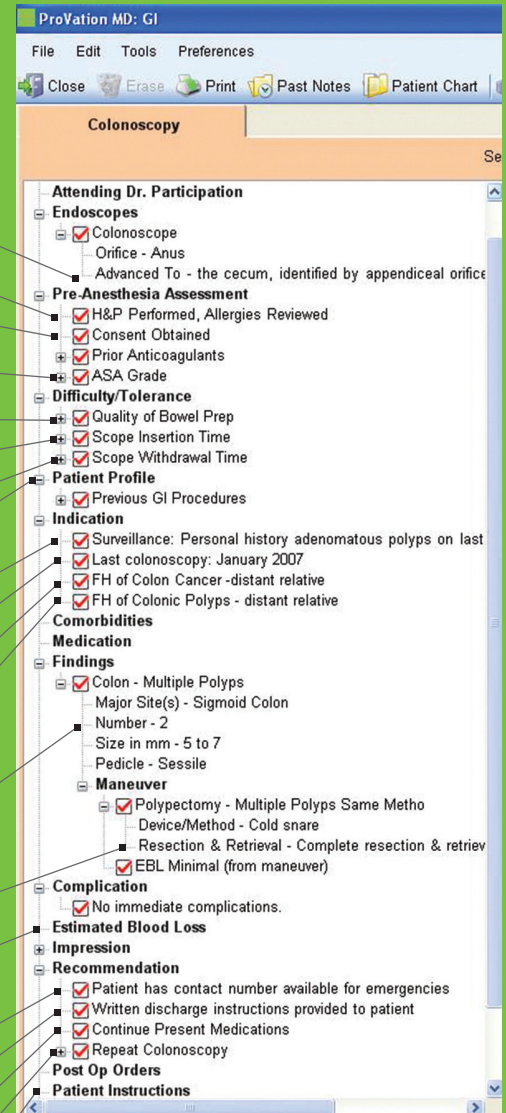 ProVation MD: GI
File Edit Tools Preferences
Close Erase Print Past Notes Patient Chart
Colonoscopy
Se
Attending Dr. Participation
Endoscopes
Colonoscope
Orifice - Anus
Advanced To - the cecum, identified by appendiceal orifice
Pre-Anesthesia Assessment
H&P Performed, Allergies Reviewed
Consent Obtained
Prior Anticoagulants
ASA Grade
Difficulty/Tolerance
Quality of Bowel Prep
Scope Insertion Time
Scope Withdrawal Time
Patient Profile
Previous GI Procedures
Indication
Surveillance: Personal history adenomatous polyps on last
Last colonoscopy: January 2007
FH of Colon Cancer -distant relative
FH of Colonic Polyps - distant relative
Comorbidities
Medication
Findings
Colon - Multiple Polyps
Major Site(s) - Sigmoid Colon
Number - 2
Size in mm - 5 to 7
Pedicle - Sessile
Maneuver
Polypectomy - Multiple Polyps Same Metho
Device/Method - Cold snare
Resection & Retrieval - Complete resection & retriev
EBL Minimal (from maneuver)
Complication
No immediate complications.
Estimated Blood Loss
Impression
Recommendation
Patient has contact number available for emergencies
Written discharge instructions provided to patient
Continue Present Medications
Repeat Colonoscopy
Post Op Orders
Patient Instructions